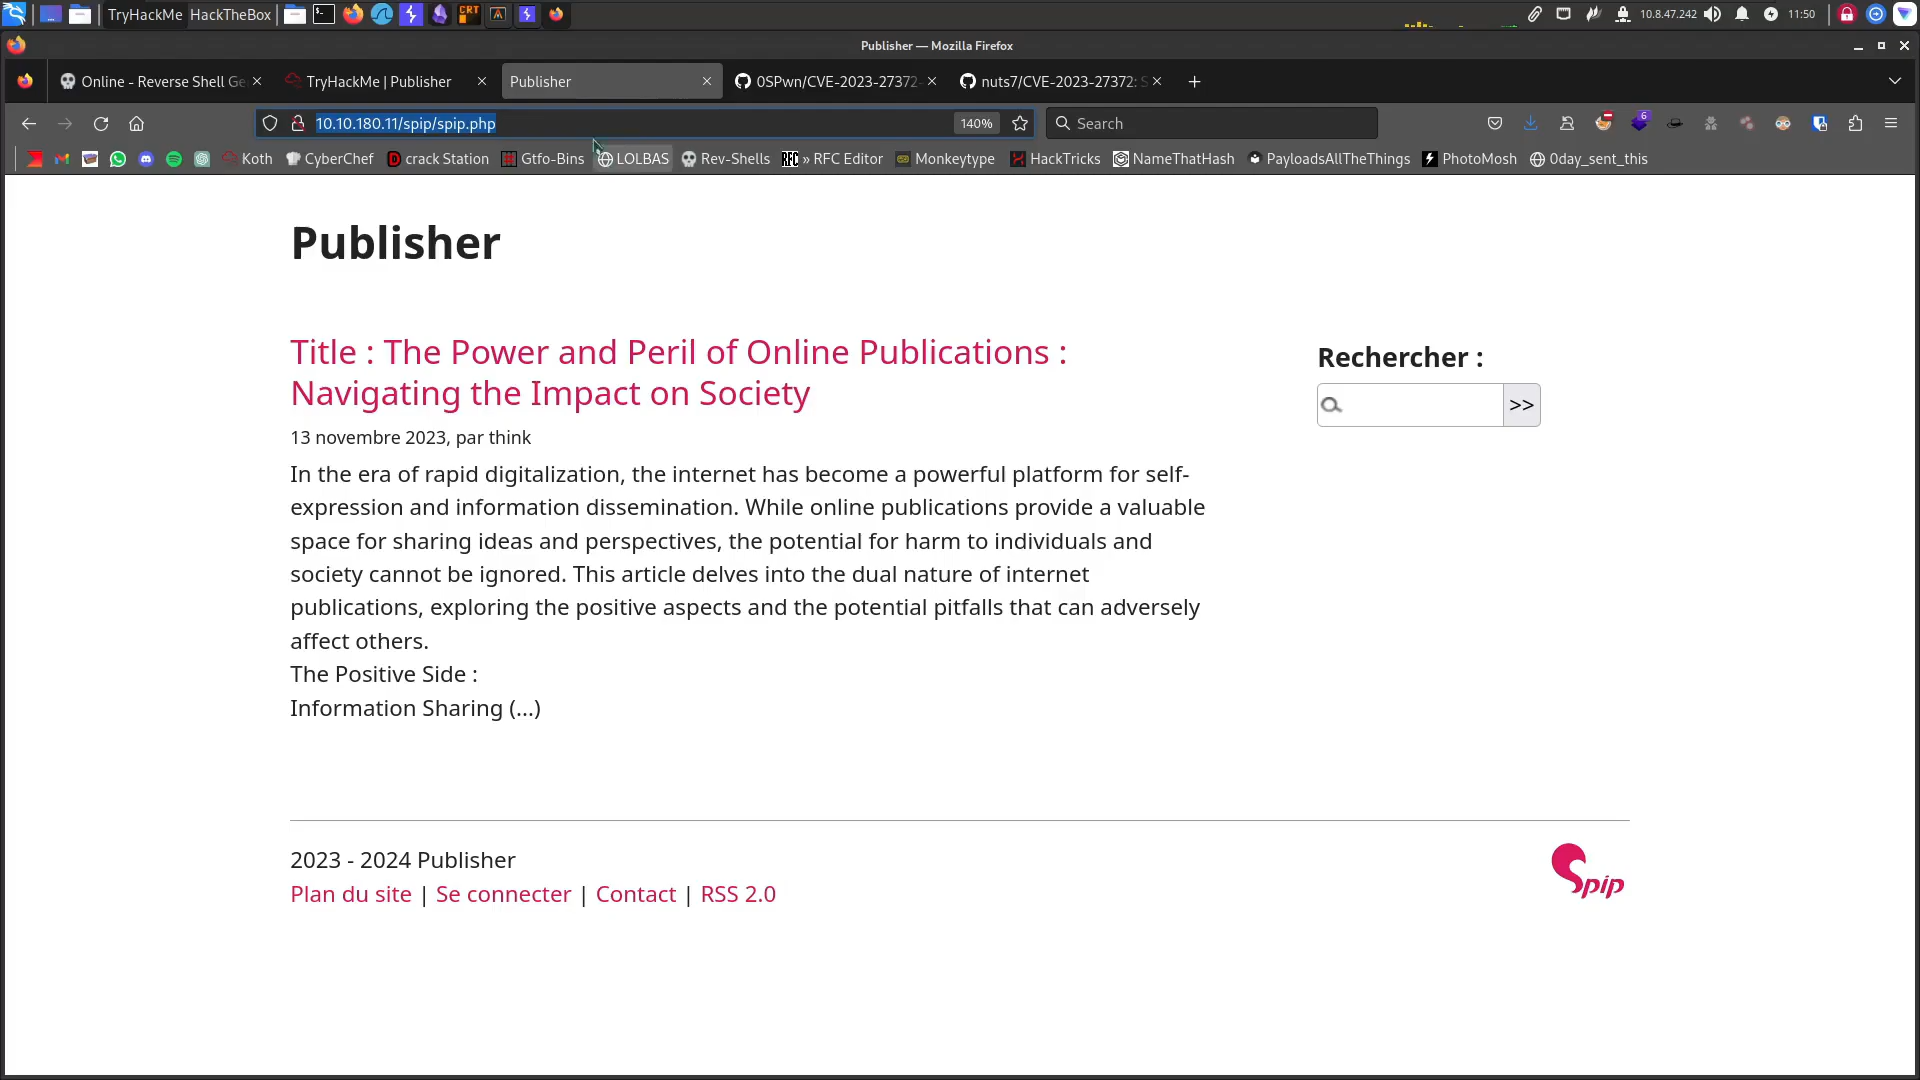 TryHackMe HackTheBox 10.8.47.242 11:50
Publisher — Mozilla Firefox
Online - Reverse Shell Ge
TryHackMe | Publisher
Publisher
0SPwn/CVE-2023-27372-
nuts7/CVE-2023-27372: S
10.10.180.11/spip/spip.php
140%
Search
6
Koth
CyberChef
crack Station
Gtfo-Bins
LOLBAS
Rev-Shells
RFC » RFC Editor
Monkeytype
HackTricks
NameThatHash
PayloadsAllTheThings
PhotoMosh
0day_sent_this
Publisher
Title : The Power and Peril of Online Publications :
Navigating the Impact on Society
13 novembre 2023, par think
In the era of rapid digitalization, the internet has become a powerful platform for self-
expression and information dissemination. While online publications provide a valuable
space for sharing ideas and perspectives, the potential for harm to individuals and
society cannot be ignored. This article delves into the dual nature of internet
publications, exploring the positive aspects and the potential pitfalls that can adversely
affect others.
The Positive Side :
Information Sharing (...)
Rechercher :
>>
2023 - 2024 Publisher
Plan du site | Se connecter | Contact | RSS 2.0
Spip